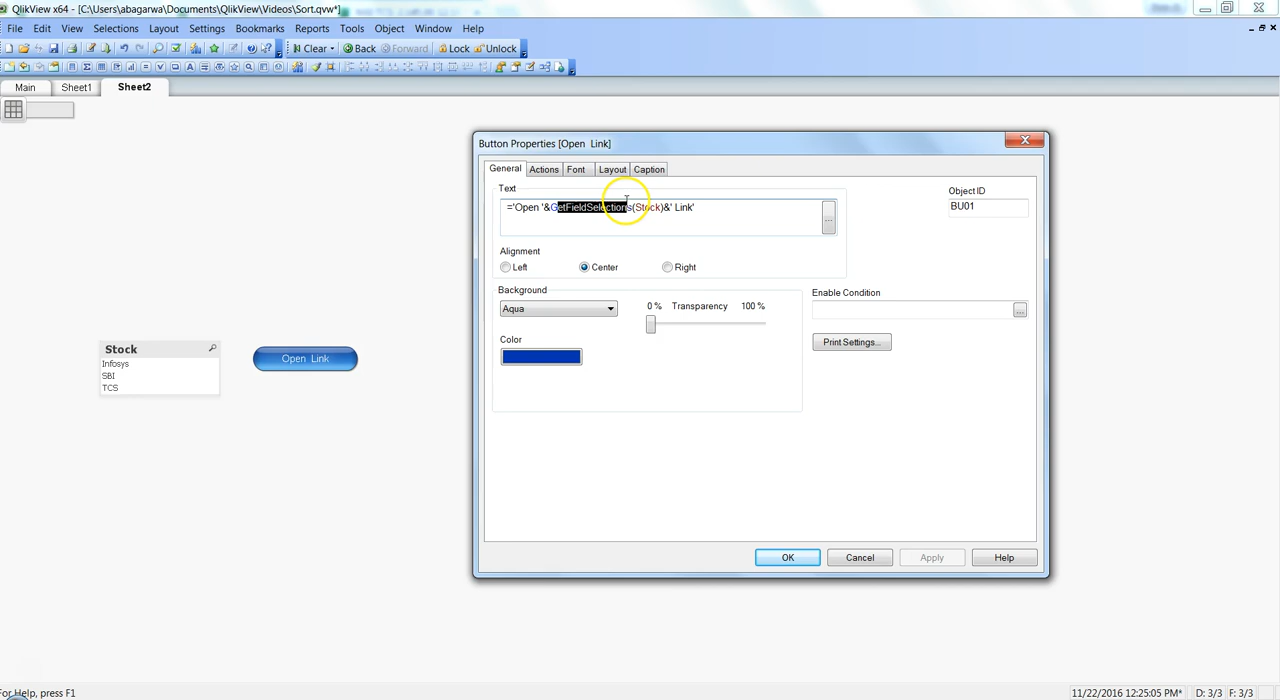 QlikView x64 - [C:\Users\abagarwa\Documents\QlikView\Videos\Sort.qvw*]
File Edit View Selections Layout Settings Bookmarks Reports Tools Object Window Help
Clear Back Forward Lock Unlock
Main Sheet1 Sheet2
Button Properties [Open  Link]
General Actions Font Layout Caption
Text
='Open '&GetFieldSelections(Stock)&' Link'
...
Object ID
BU01
Alignment
Left Center Right
Background
Aqua
0 % Transparency 100 %
Enable Condition
...
Color
Print Settings...
Stock
Infosys
SBI
TCS
Open  Link
OK Cancel Apply Help
For Help, press F1
11/22/2016 12:25:05 PM* D: 3/3 F: 3/3